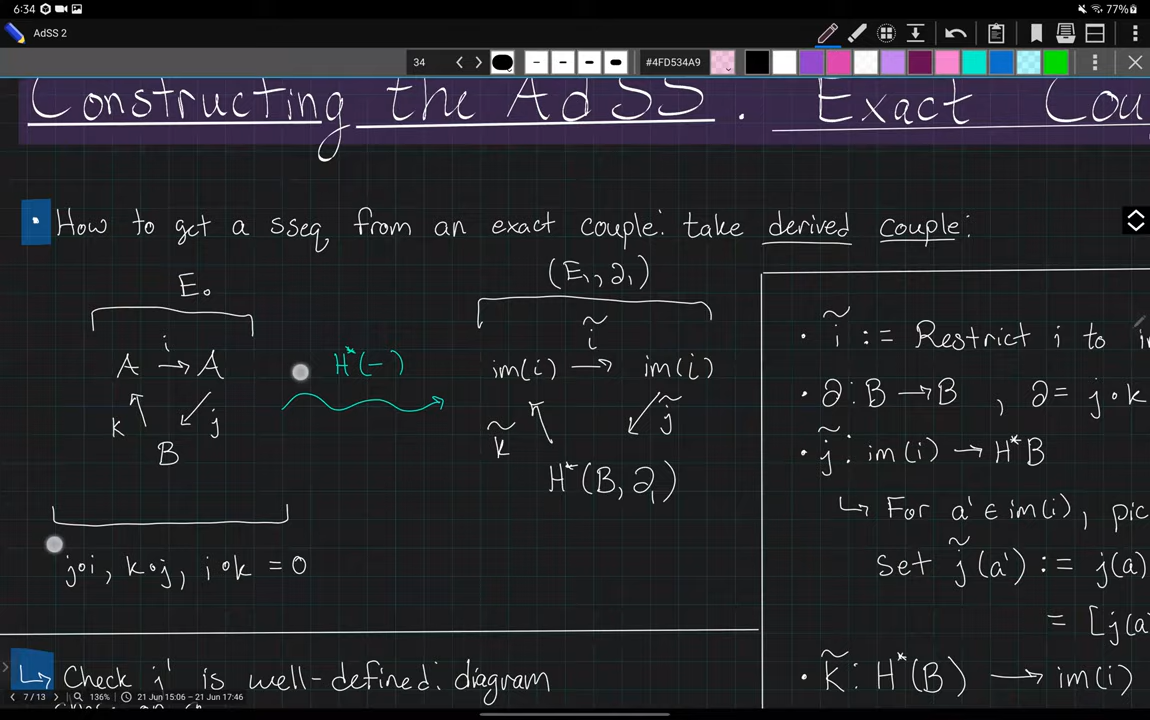 6:34
77%
AdSS 2
34
#4FD534A9
Constructing the AdSS. Exact Cou
• How to get a sseq from an exact couple: take derived couple:
E₀
(E₁, ∂₁)
A i→ A
H*(-)
im(i) ĩ→ im(i)
k
j
k̃
j̃
B
H*(B, ∂₁)
j∘i, k∘j, i∘k = 0
• ĩ := Restrict i to i
• ∂: B → B, ∂ = j∘k
• j̃: im(i) → H*B
↳ For a' ∈ im(i), pic
set j̃(a') := j(a)
= [j(a
• k̃: H*(B) → im(i)
↳ Check i' is well-defined: diagram
7 / 13
136%
21 Jun 15:06 – 21 Jun 17:46